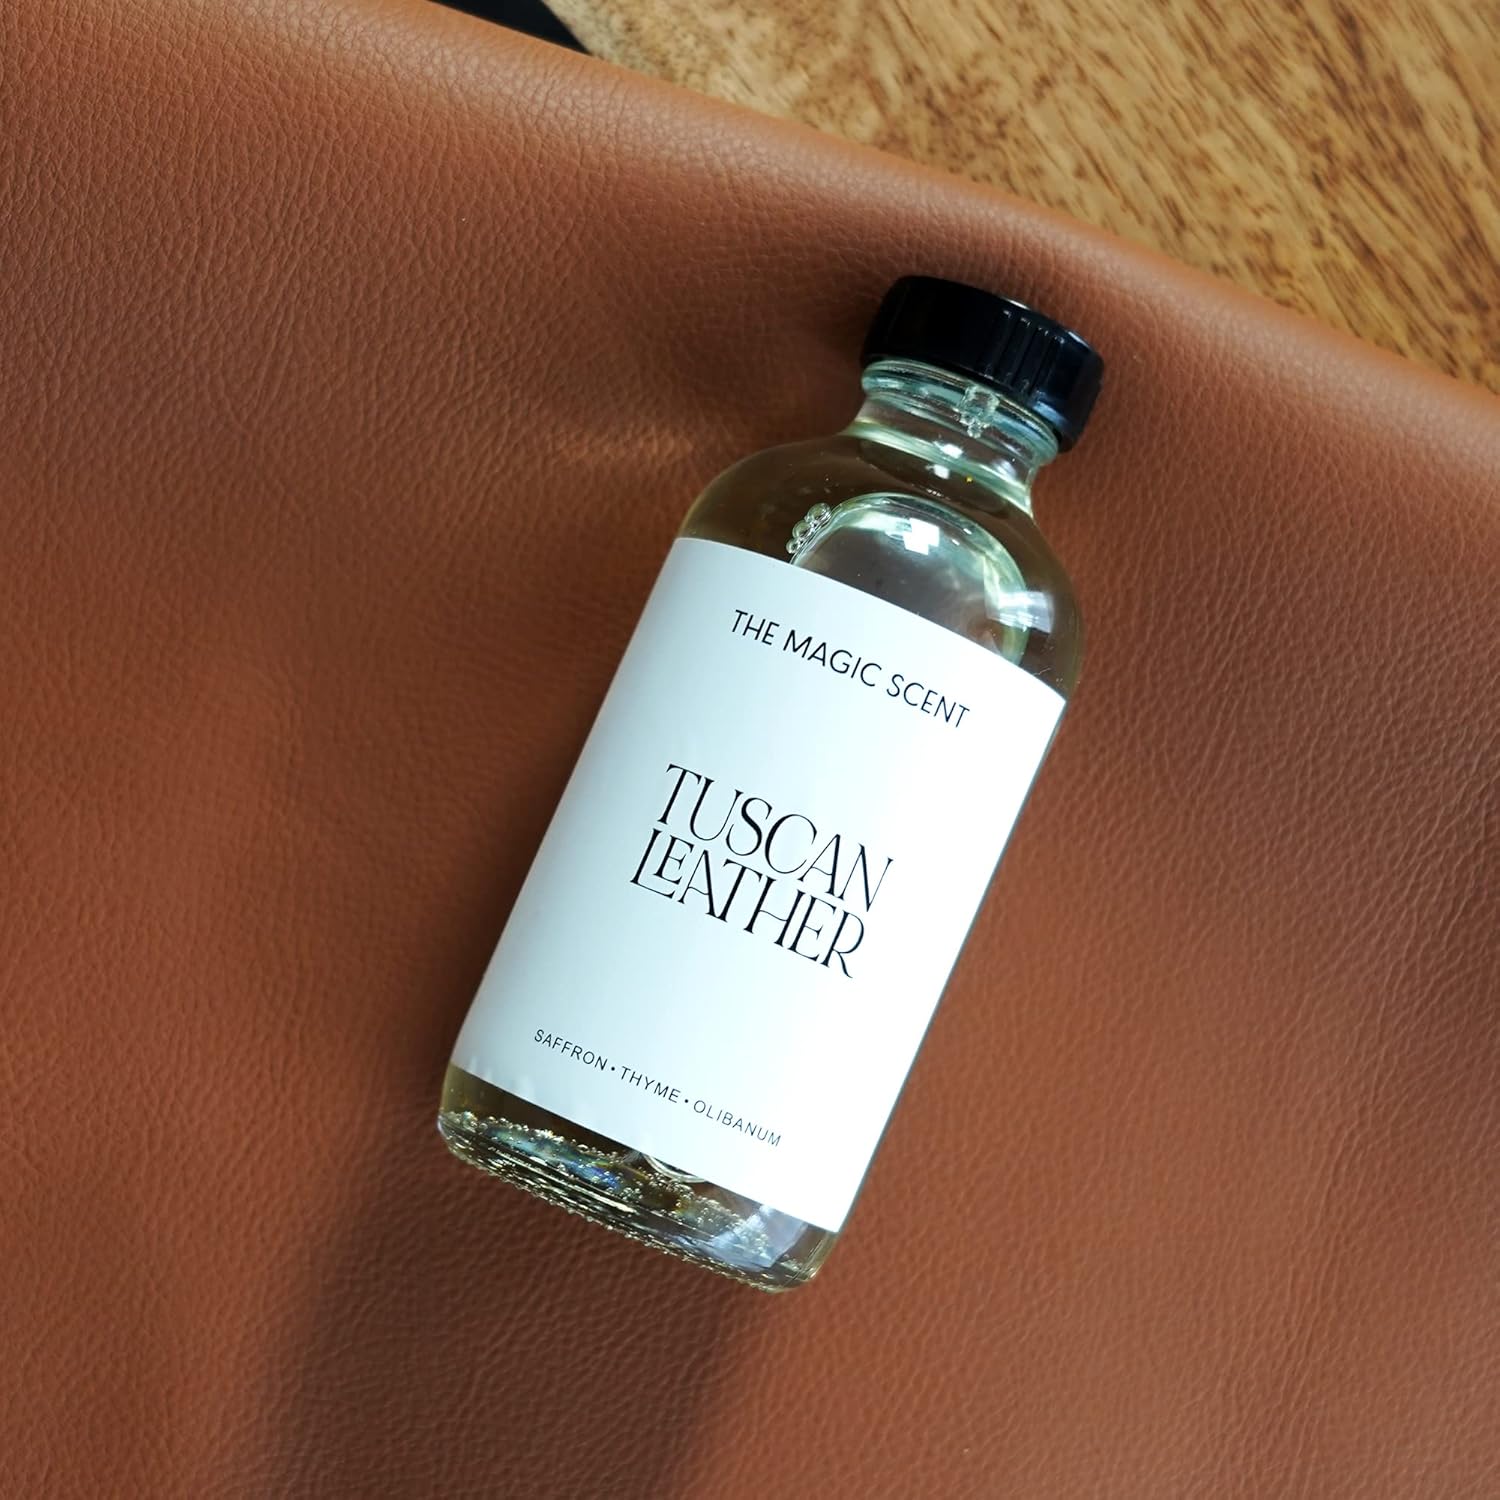 THE MAGIC SCENT
TUSCAN
LEATHER
SAFFRON • THYME • OLIBANUM